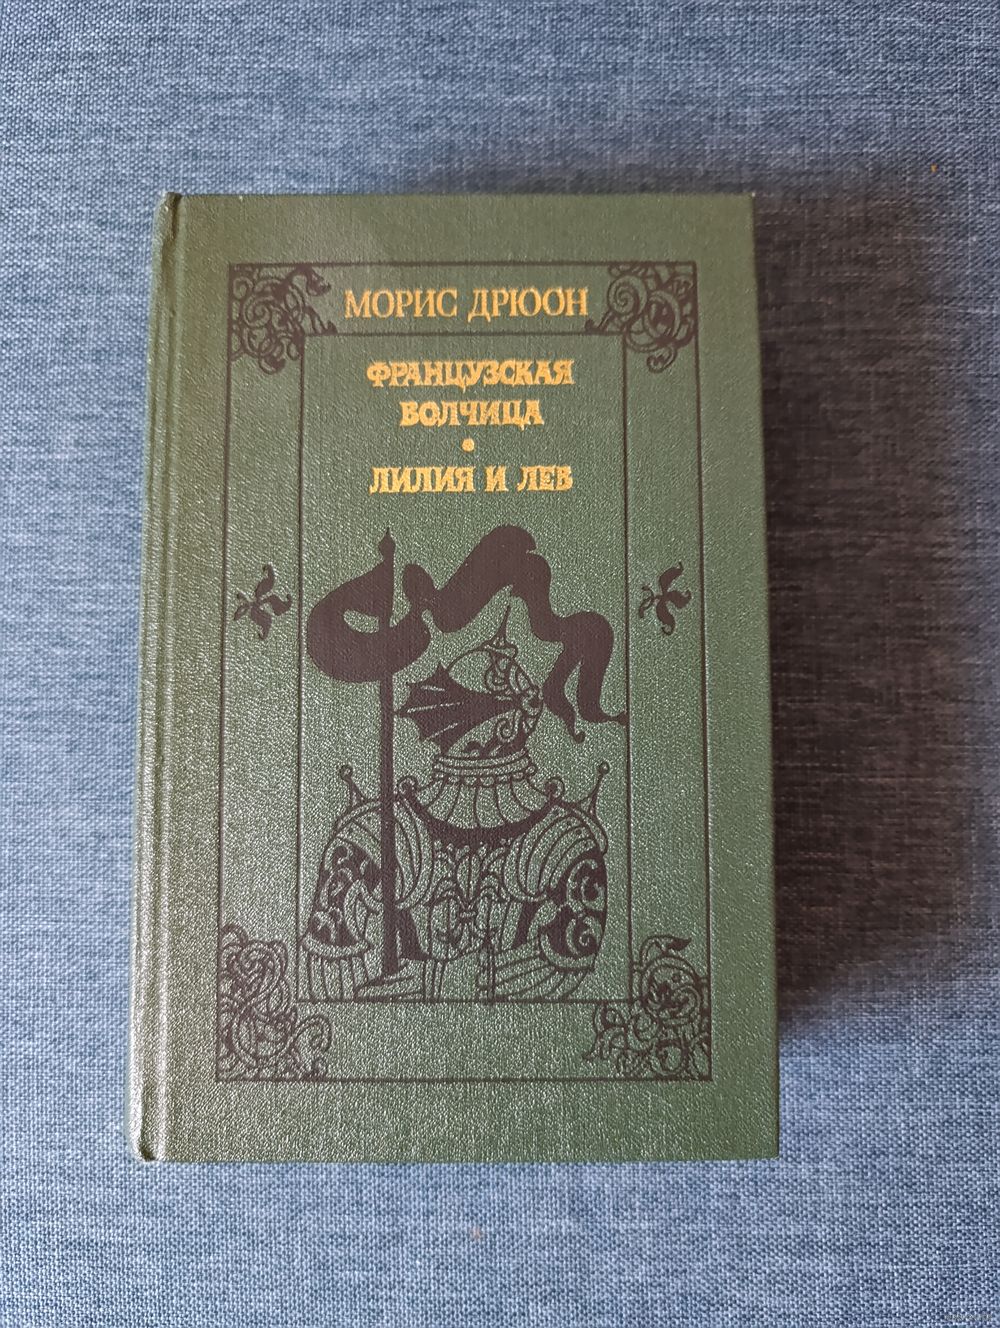 МОРИС ДРЮОН
ФРАНЦУЗСКАЯ
ВОЛЧИЦА
•
ЛИЛИЯ И ЛЕВ